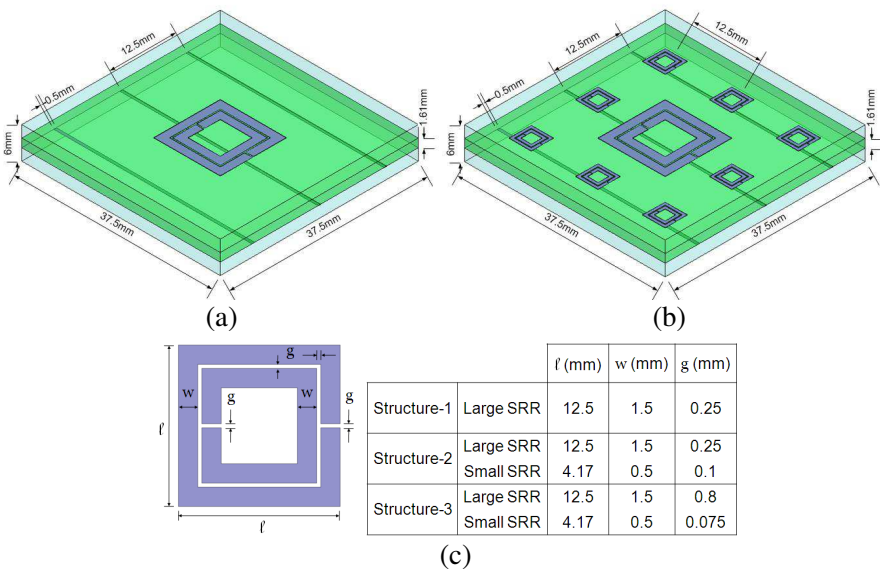 12.5mm
0.5mm
6mm
1.61mm
37.5mm
37.5mm
(a)
12.5mm
12.5mm
0.5mm
6mm
1.61mm
37.5mm
37.5mm
(b)
g
w
g
w
g
ℓ
ℓ
ℓ (mm) w (mm) g (mm)
Structure-1 Large SRR 12.5 1.5 0.25
Structure-2 Large SRR 12.5 1.5 0.25
Small SRR 4.17 0.5 0.1
Structure-3 Large SRR 12.5 1.5 0.8
Small SRR 4.17 0.5 0.075
(c)